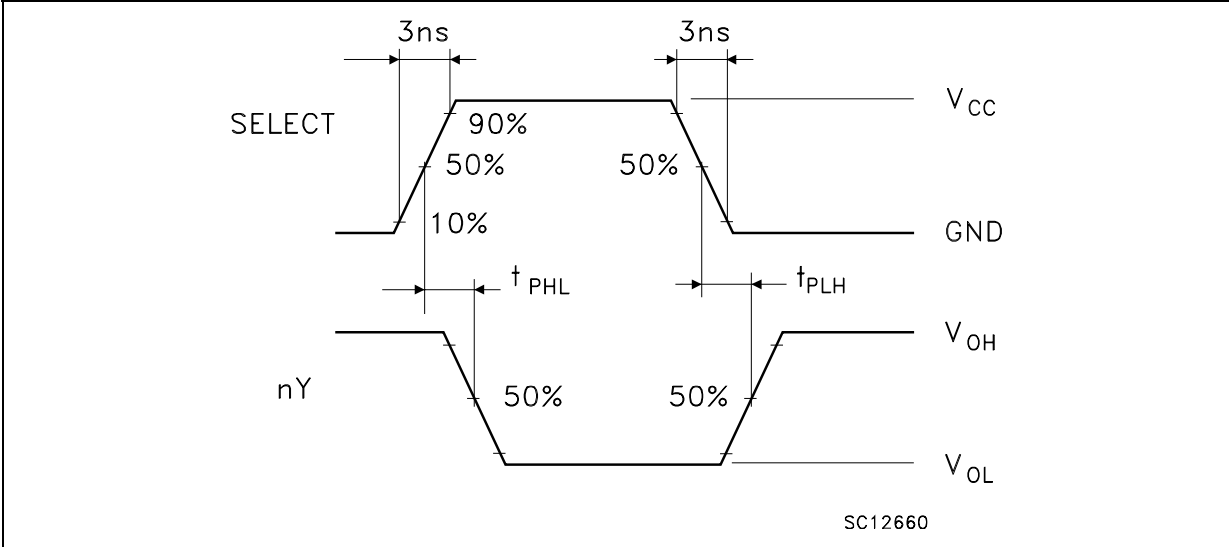 3ns 3ns
V_CC
SELECT 90%
50% 50%
10% GND
t_PHL t_PLH
V_OH
nY 50% 50%
V_OL
SC12660